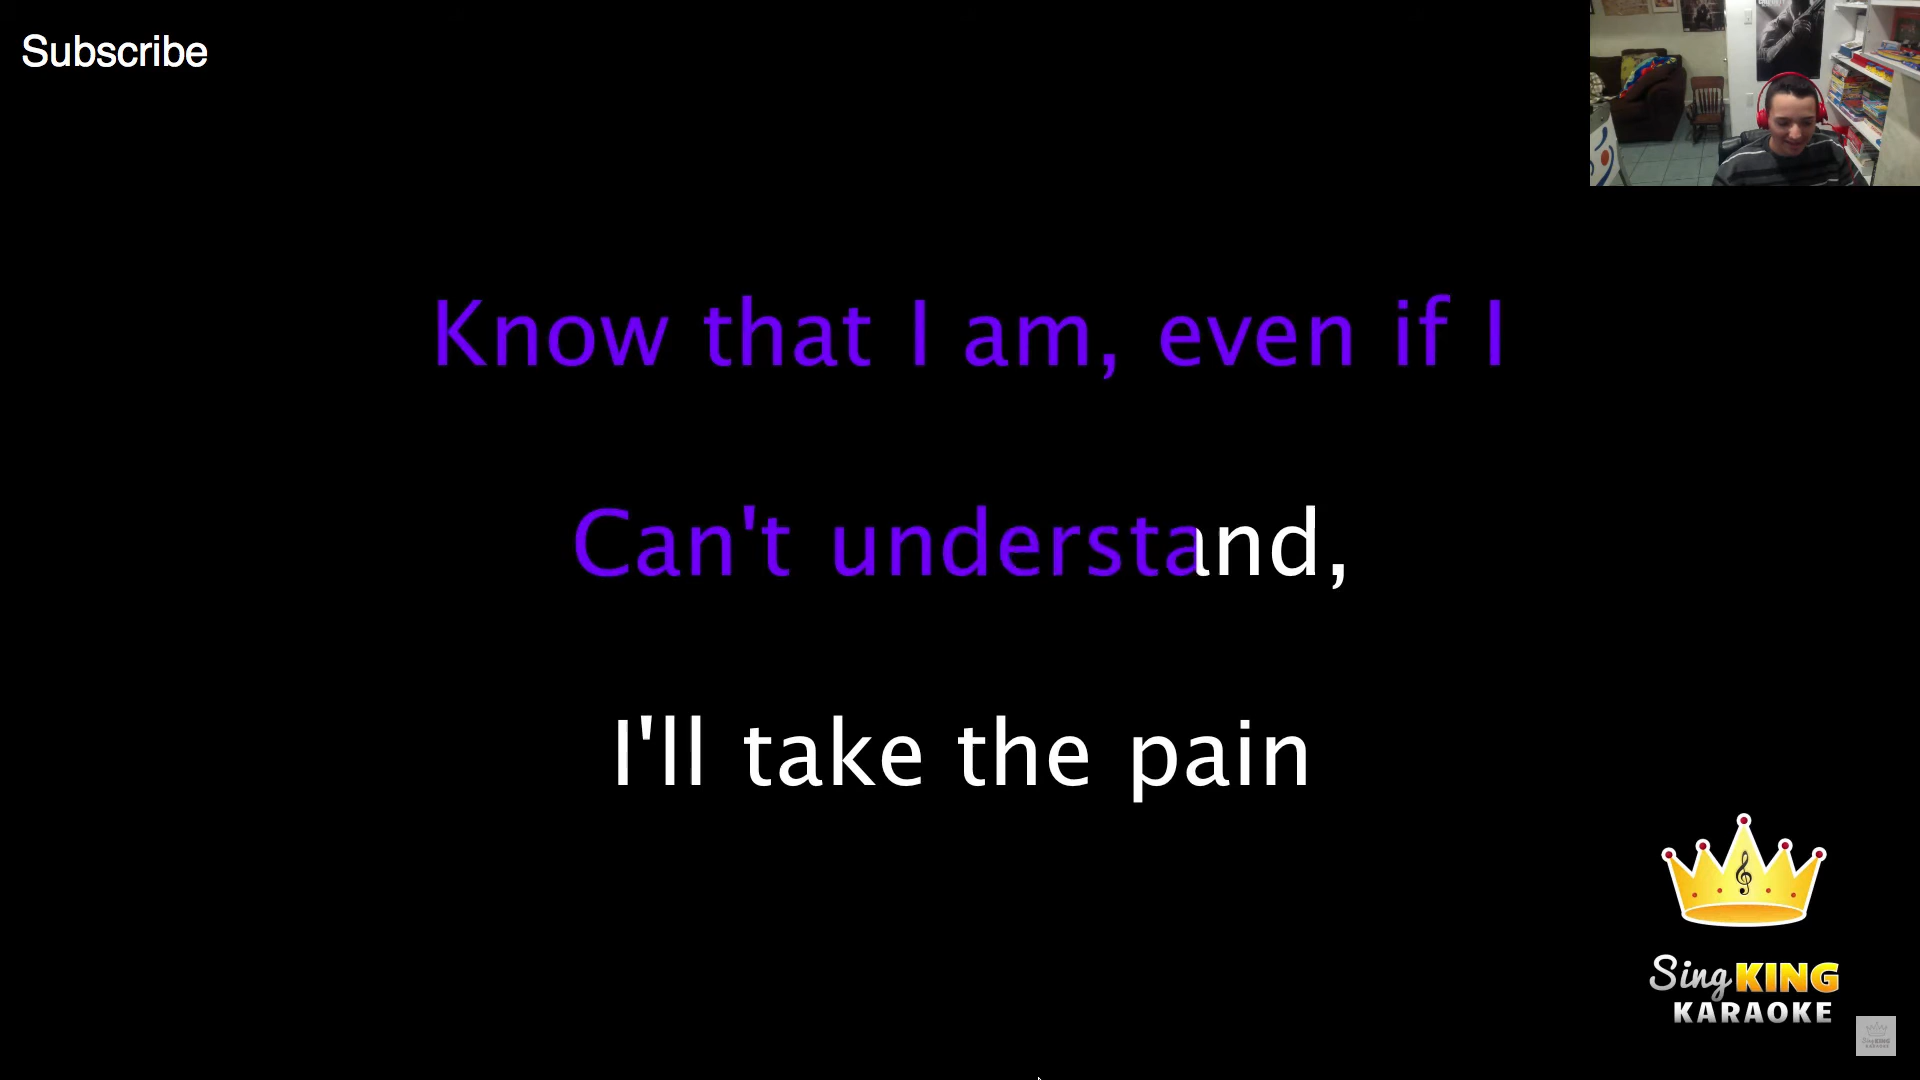 Subscribe
Know that I am, even if I
Can't understand,
I'll take the pain
Sing KING
KARAOKE